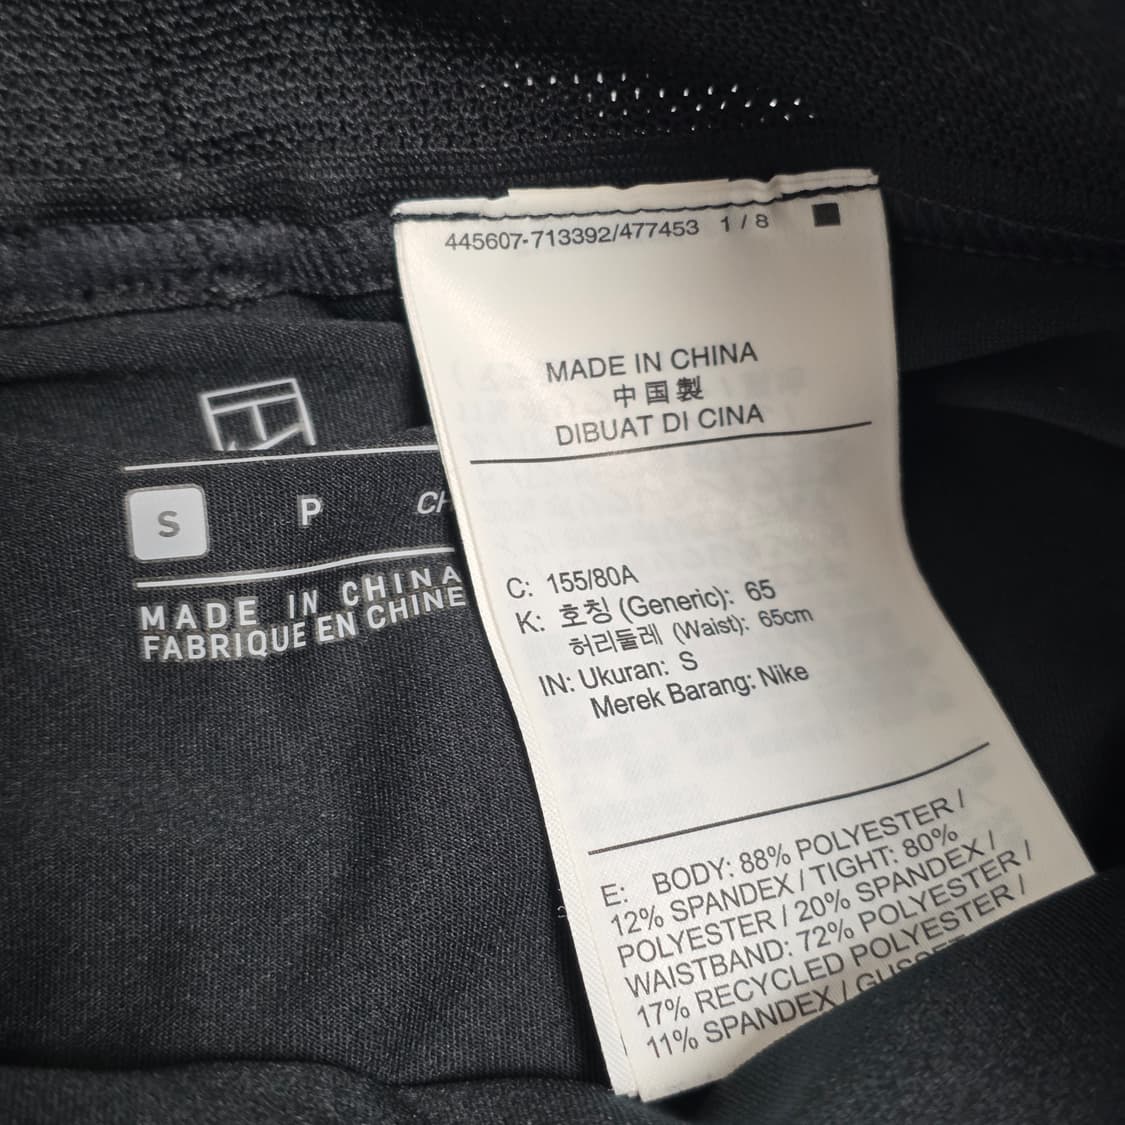 445607-713392/477453 1 / 8
MADE IN CHINA
中国製
DIBUAT DI CINA
S P CH
MADE IN CHINA
FABRIQUE EN CHINE
C: 155/80A
K: 호칭 (Generic): 65
허리둘레 (Waist): 65cm
IN: Ukuran: S
Merek Barang: Nike
E: BODY: 88% POLYESTER /
12% SPANDEX / TIGHT: 80%
POLYESTER / 20% SPANDEX /
WAISTBAND: 72% POLYESTER /
17% RECYCLED POLYESTER /
11% SPANDEX / GUSSET